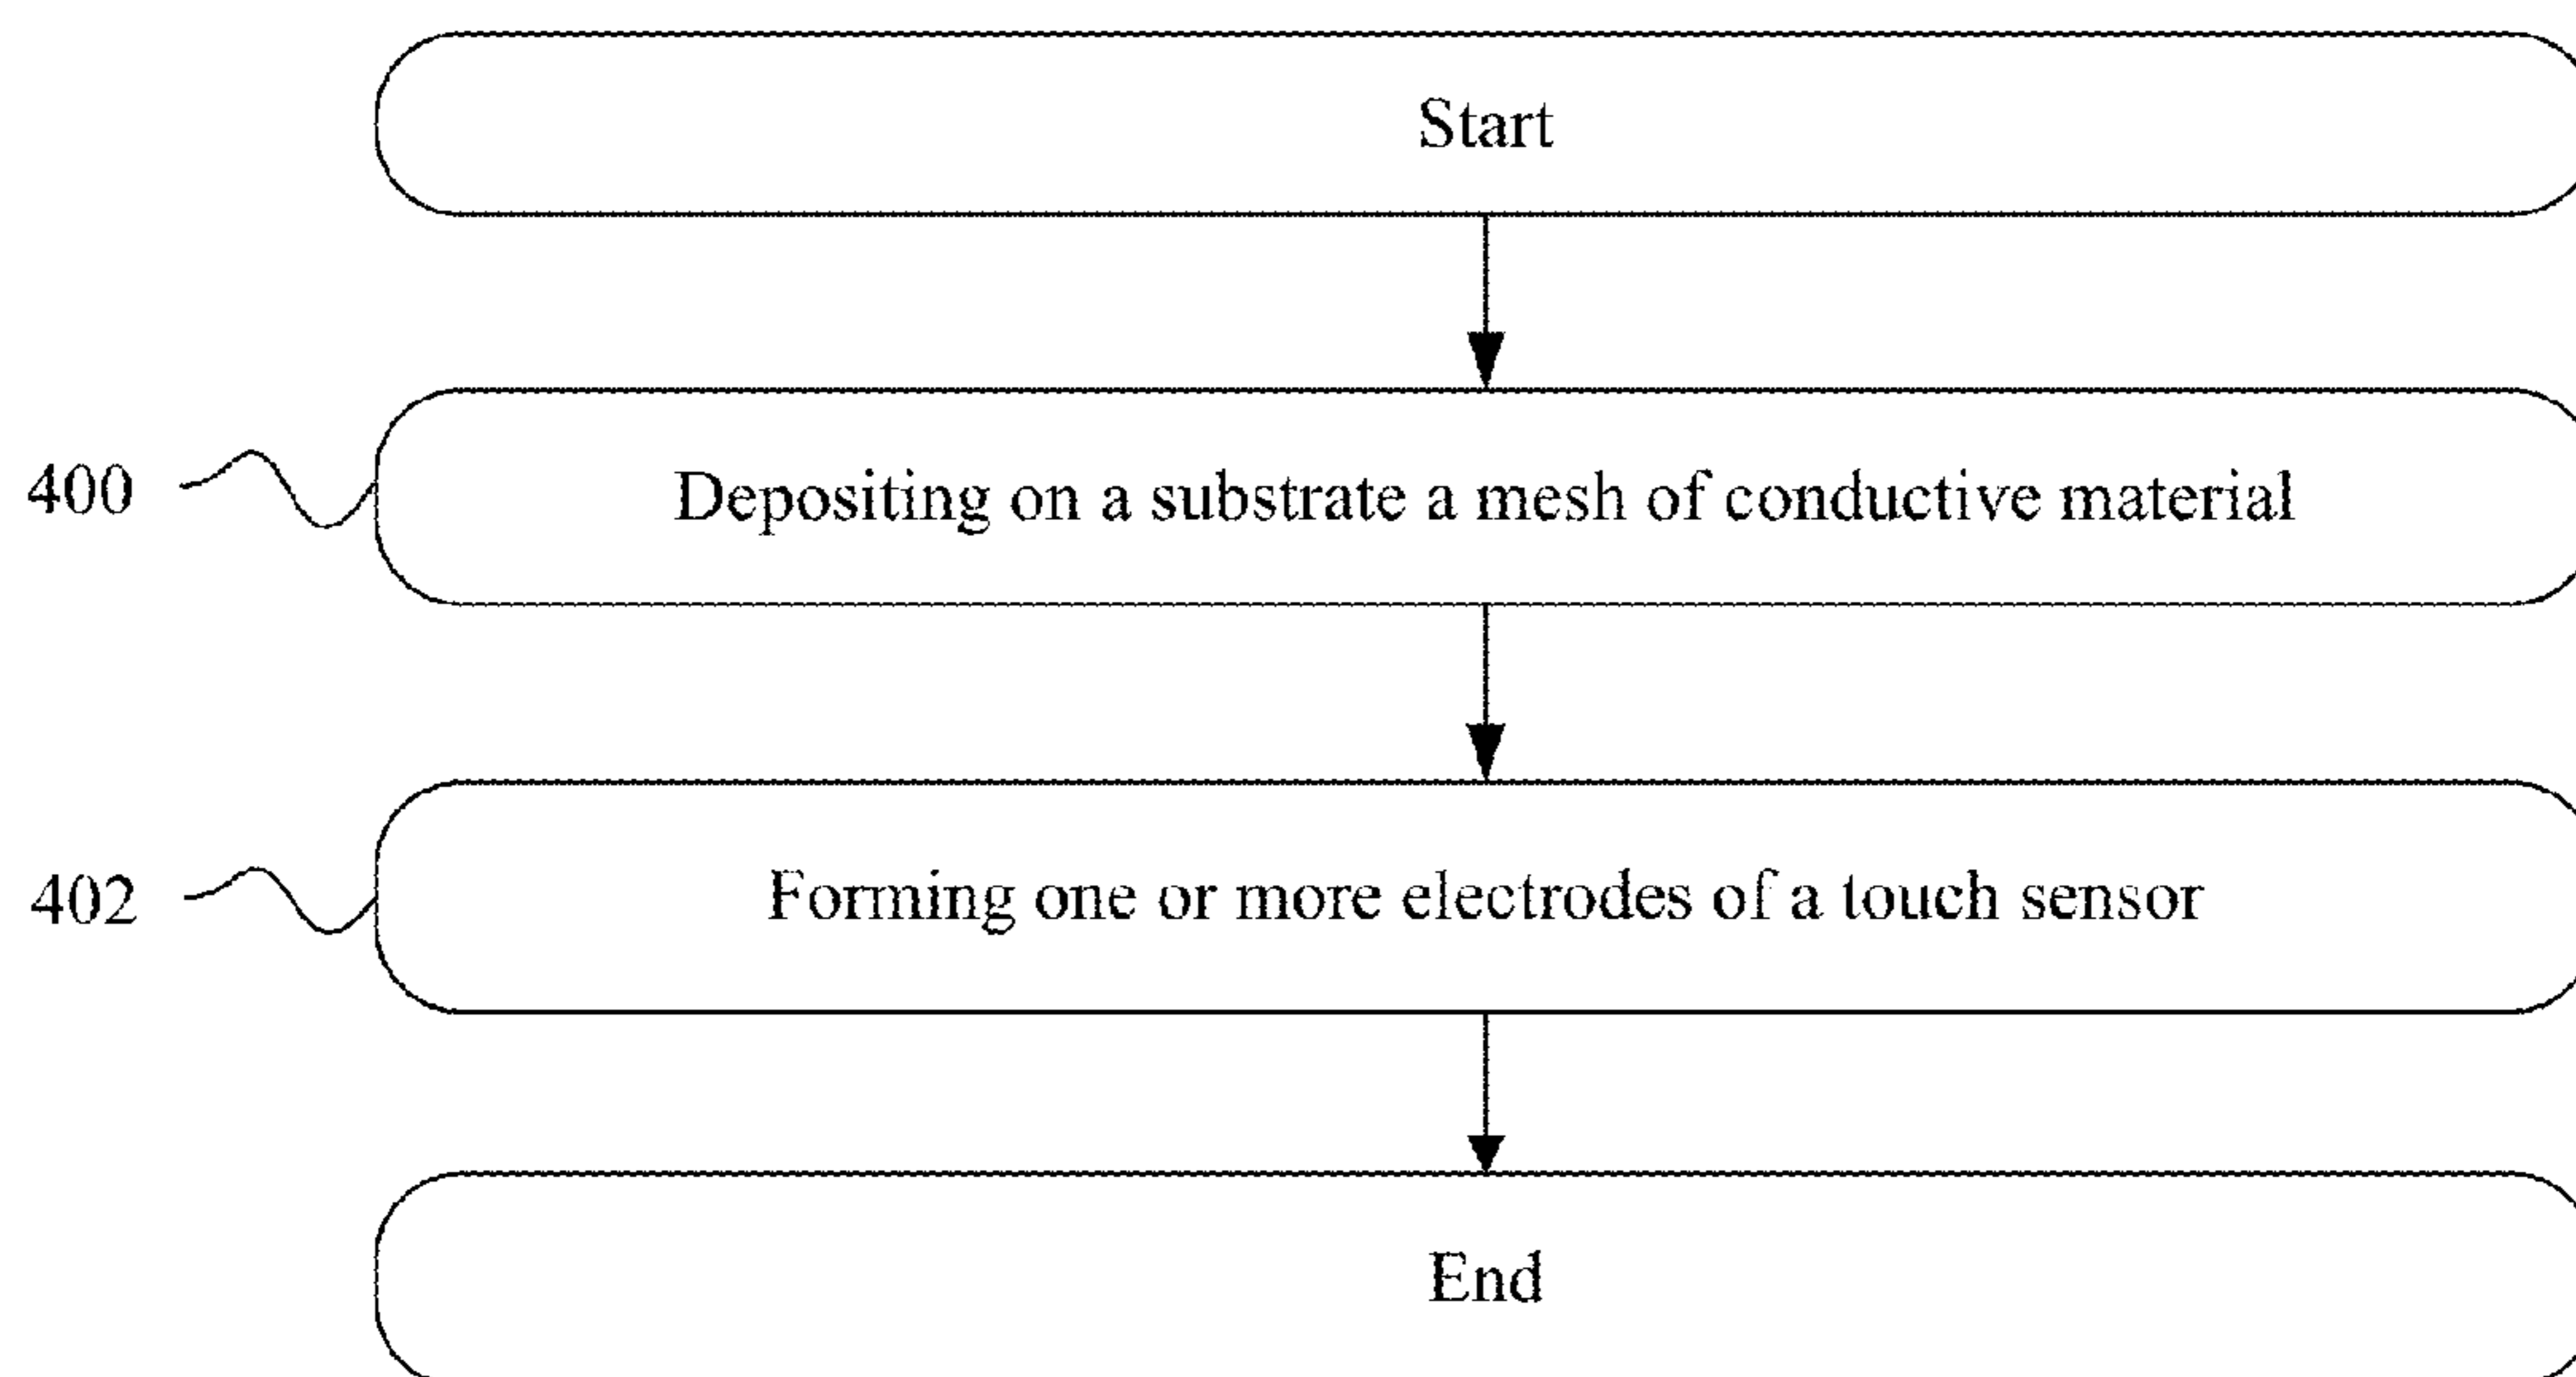 Start
400 Depositing on a substrate a mesh of conductive material
402 Forming one or more electrodes of a touch sensor
End